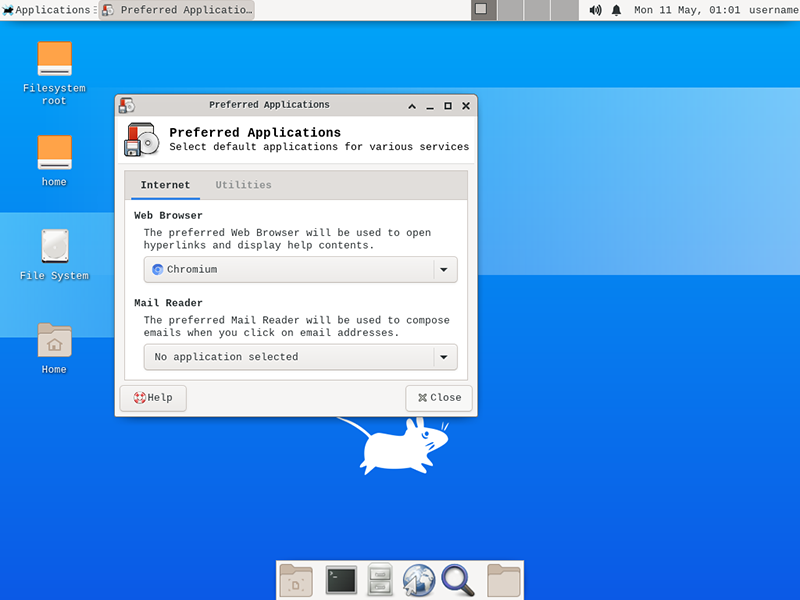 Applications
Preferred Applicatio…
Mon 11 May, 01:01
username
Filesystem
root
home
File System
Home
Preferred Applications
Preferred Applications
Select default applications for various services
Internet
Utilities
Web Browser
The preferred Web Browser will be used to open
hyperlinks and display help contents.
Chromium
Mail Reader
The preferred Mail Reader will be used to compose
emails when you click on email addresses.
No application selected
Help
Close